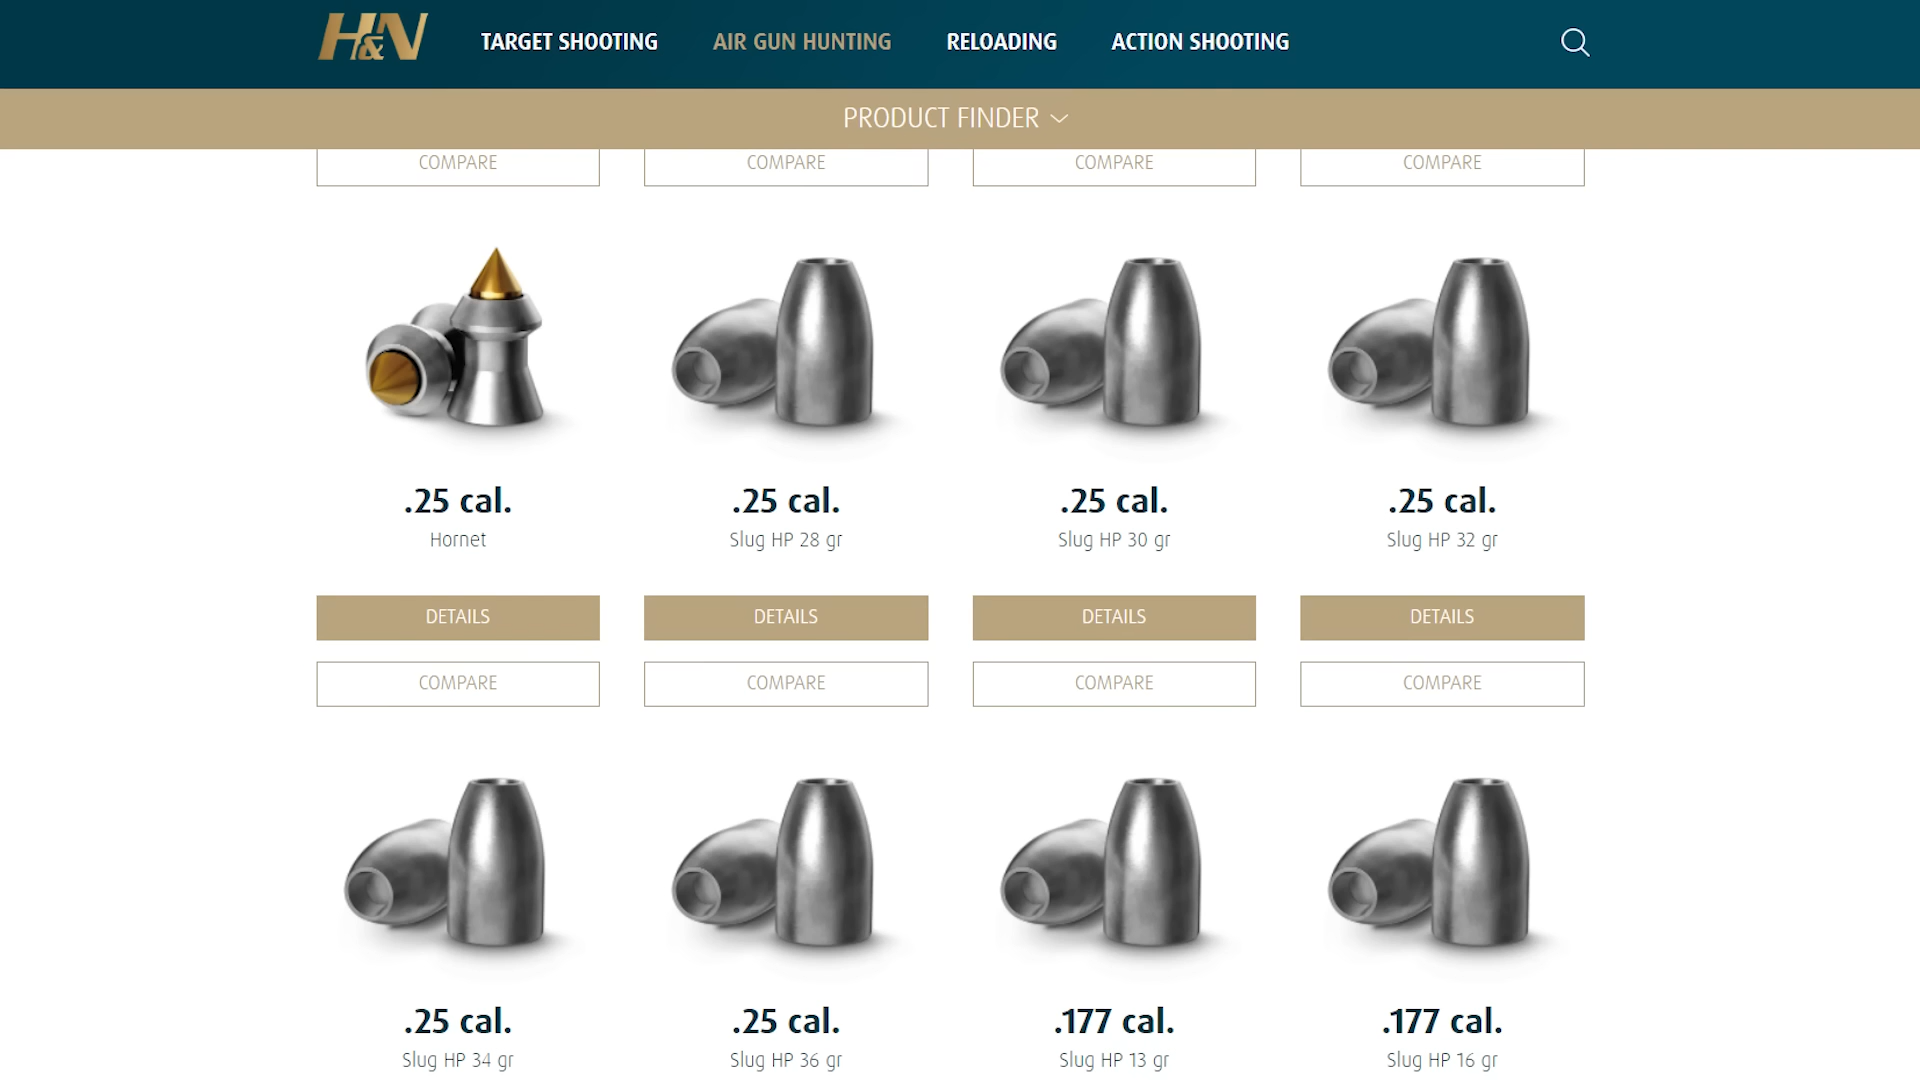 H&N TARGET SHOOTING AIR GUN HUNTING RELOADING ACTION SHOOTING
PRODUCT FINDER
COMPARE COMPARE COMPARE COMPARE
.25 cal. .25 cal. .25 cal. .25 cal.
Hornet Slug HP 28 gr Slug HP 30 gr Slug HP 32 gr
DETAILS DETAILS DETAILS DETAILS
COMPARE COMPARE COMPARE COMPARE
.25 cal. .25 cal. .177 cal. .177 cal.
Slug HP 34 gr Slug HP 36 gr Slug HP 13 gr Slug HP 16 gr